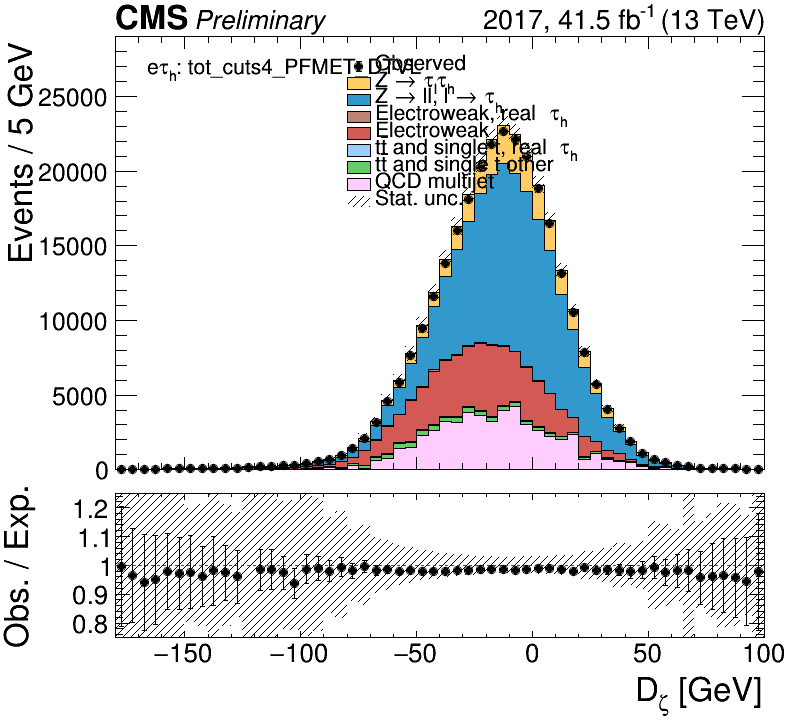 CMS Preliminary 2017, 41.5 fb⁻¹ (13 TeV)
eτh: tot_cuts4_PFMET
Observed
Z → τlτh
Z → ll, l → τh
Electroweak, real τh
Electroweak
tt and single t, real τh
tt and single t other
QCD multijet
Stat. unc.
Events / 5 GeV
25000
20000
15000
10000
5000
0
Obs. / Exp.
1.2
1.1
1
0.9
0.8
−150 −100 −50 0 50 100
Dζ [GeV]